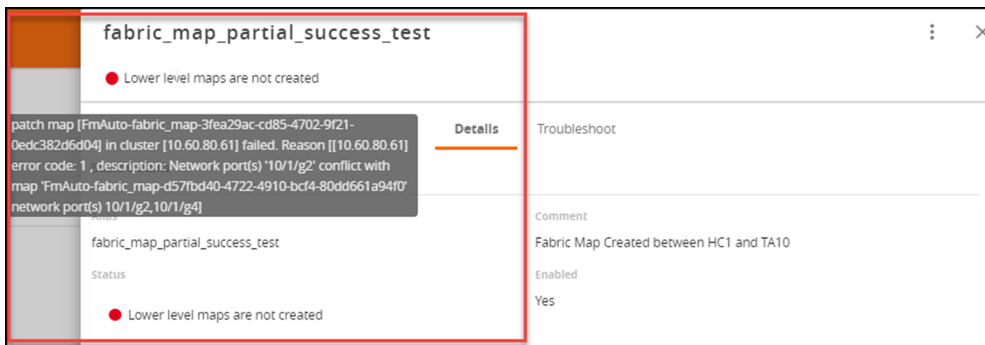 fabric_map_partial_success_test
Lower level maps are not created
patch map [FmAuto-fabric_map-3fea29ac-cd85-4702-9f21-
0edc382d6d04] in cluster [10.60.80.61] failed. Reason [[10.60.80.61]
error code: 1 , description: Network port(s) '10/1/g2' conflict with
map 'FmAuto-fabric_map-d57fbd40-4722-4910-bcf4-80dd661a94f0'
network port(s) 10/1/g2,10/1/g4]
Details
Troubleshoot
Alias
fabric_map_partial_success_test
Comment
Fabric Map Created between HC1 and TA10
Status
Lower level maps are not created
Enabled
Yes